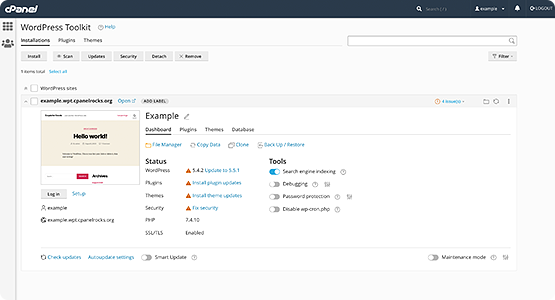 cPanel
Search ( / )
example
LOGOUT
WordPress Toolkit
Help
Installations Plugins Themes
Install Scan Updates Security Detach Remove
Filter
1 items total Select all
WordPress sites
example.wpt.cpanelrocks.org Open ADD LABEL
4 issue(s)
Hello world!
Archives
Log in Setup
example
example.wpt.cpanelrocks.org
Example
Dashboard Plugins Themes Database
File Manager Copy Data Clone Back Up / Restore
Status
WordPress 5.4.2 Update to 5.5.1
Plugins Install plugin updates
Themes Install theme updates
Security Fix security
PHP 7.4.10
SSL/TLS Enabled
Tools
Search engine indexing
Debugging
Password protection
Disable wp-cron.php
Check updates Autoupdate settings Smart Update
Maintenance mode